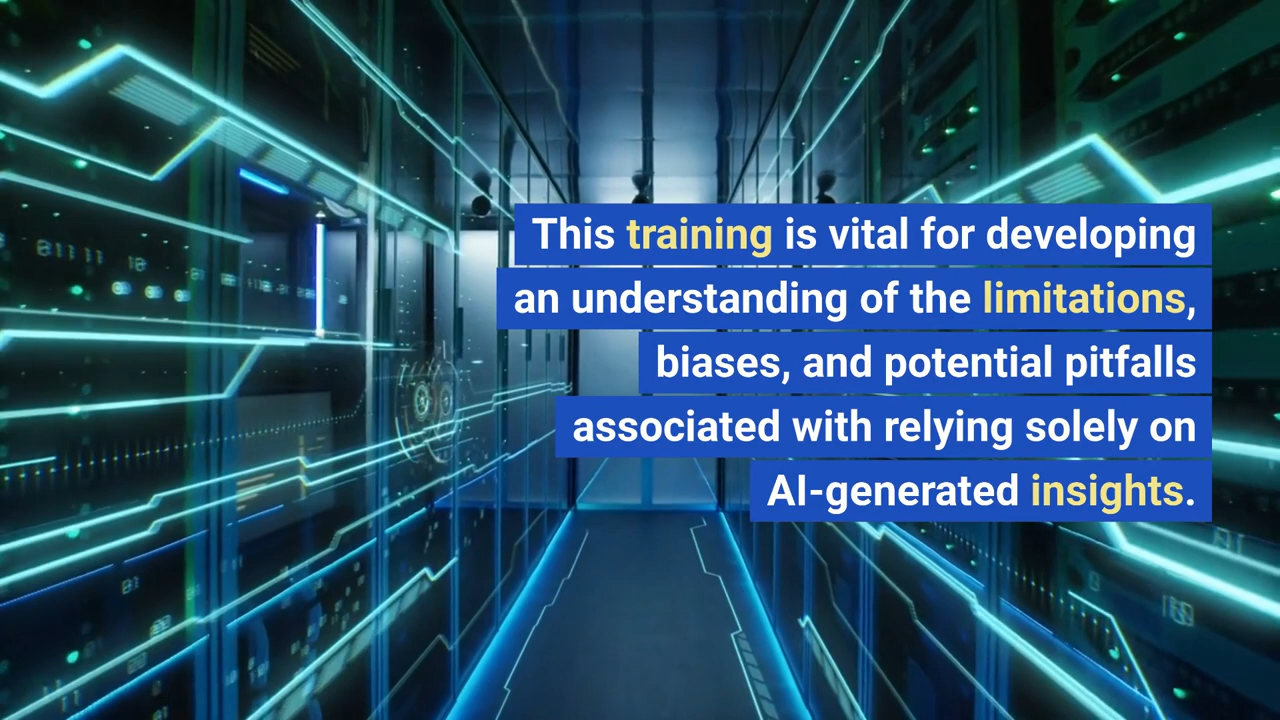 This training is vital for developing
an understanding of the limitations,
biases, and potential pitfalls
associated with relying solely on
AI-generated insights.